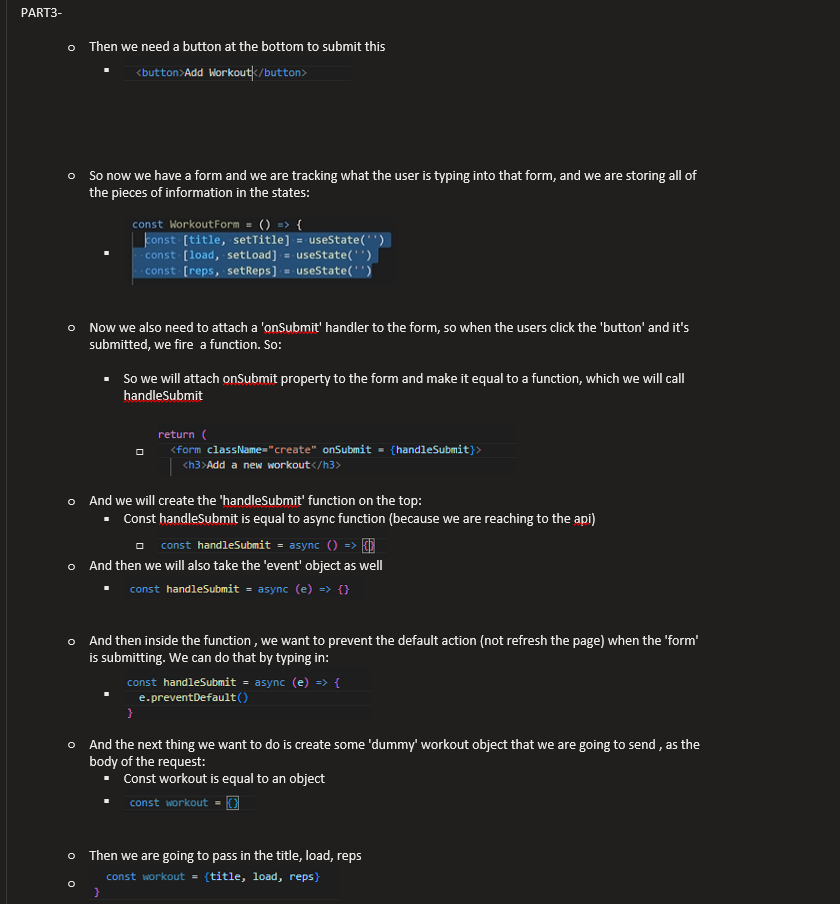 PART3-
Then we need a button at the bottom to submit this
<button>Add Workout</button>
So now we have a form and we are tracking what the user is typing into that form, and we are storing all of
the pieces of information in the states:
const WorkoutForm = () => {
const [title, setTitle] = useState('')
const [load, setLoad] = useState('')
const [reps, setReps] = useState('')
Now we also need to attach a 'onSubmit' handler to the form, so when the users click the 'button' and it's
submitted, we fire a function. So:
So we will attach onSubmit property to the form and make it equal to a function, which we will call
handleSubmit
return (
<form className="create" onSubmit = {handleSubmit}>
<h3>Add a new workout</h3>
And we will create the 'handleSubmit' function on the top:
Const handleSubmit is equal to async function (because we are reaching to the api)
const handleSubmit = async () => {}
And then we will also take the 'event' object as well
const handleSubmit = async (e) => {}
And then inside the function , we want to prevent the default action (not refresh the page) when the 'form'
is submitting. We can do that by typing in:
const handleSubmit = async (e) => {
e.preventDefault()
}
And the next thing we want to do is create some 'dummy' workout object that we are going to send , as the
body of the request:
Const workout is equal to an object
const workout = {}
Then we are going to pass in the title, load, reps
const workout = {title, load, reps}
}